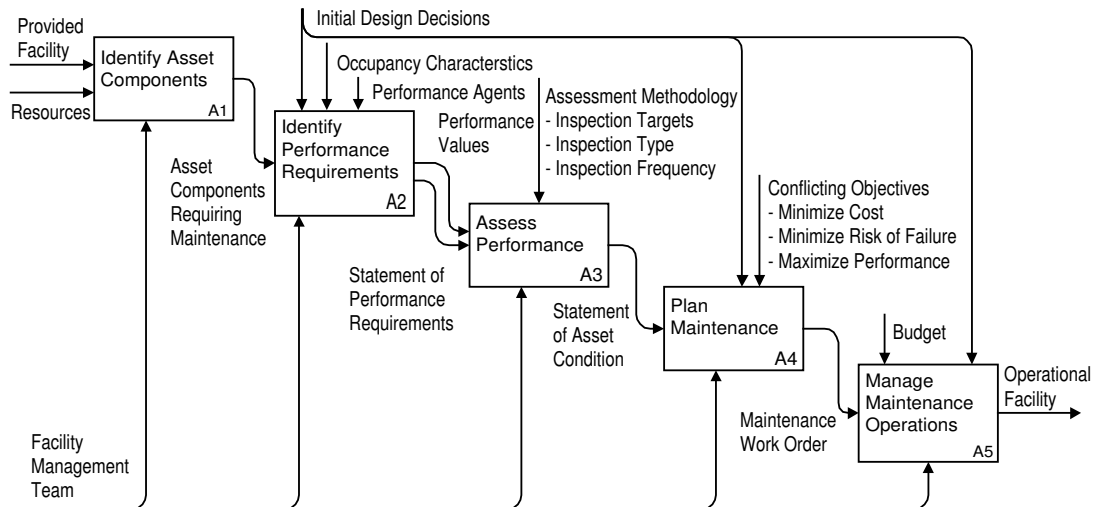 Initial Design Decisions
Provided
Facility
Identify Asset
Components
A1
Resources
Occupancy Characterstics
Performance Agents
Identify
Performance
Requirements
A2
Performance
Values
Assessment Methodology
- Inspection Targets
- Inspection Type
- Inspection Frequency
Asset
Components
Requiring
Maintenance
Assess
Performance
A3
Conflicting Objectives
- Minimize Cost
- Minimize Risk of Failure
- Maximize Performance
Statement of
Performance
Requirements
Statement
of Asset
Condition
Plan
Maintenance
A4
Budget
Manage
Maintenance
Operations
A5
Operational
Facility
Maintenance
Work Order
Facility
Management
Team